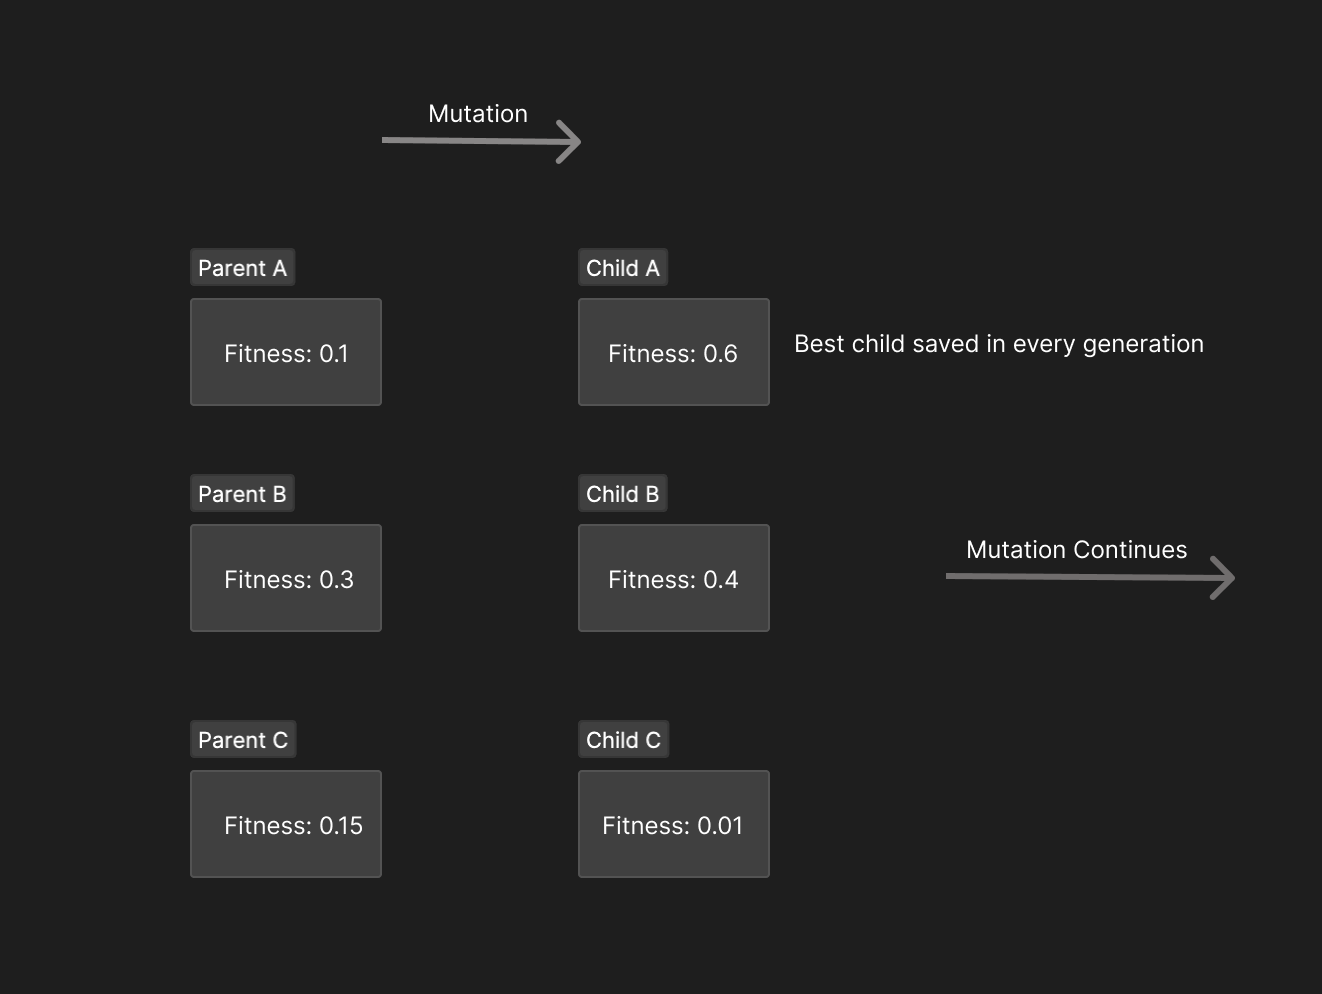 Mutation
Parent A
Child A
Fitness: 0.1
Fitness: 0.6
Best child saved in every generation
Parent B
Child B
Fitness: 0.3
Fitness: 0.4
Mutation Continues
Parent C
Child C
Fitness: 0.15
Fitness: 0.01